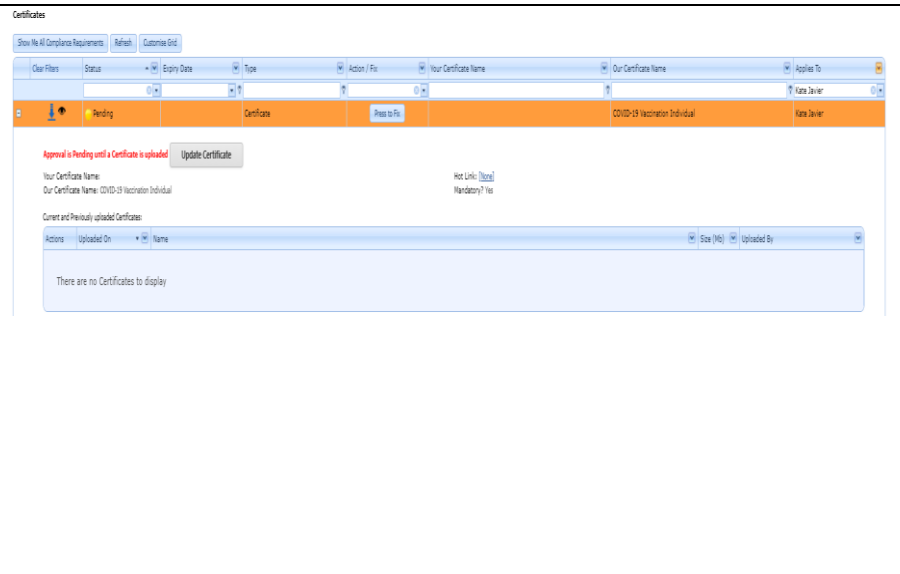 Certificates
Show Me All Compliance Requirements Refresh Customise Grid
Clear Filters Status Expiry Date Type Action / Fix Your Certificate Name Our Certificate Name Applies To
Kate Javier
Pending Certificate Press to Fix COVID-19 Vaccination Individual Kate Javier
Approval is Pending until a Certificate is uploaded Update Certificate
Your Certificate Name: Hot Link: [None]
Our Certificate Name: COVID-19 Vaccination Individual Mandatory? Yes
Current and Previously uploaded Certificates:
Actions Uploaded On Name Size (Mb) Uploaded By
There are no Certificates to display